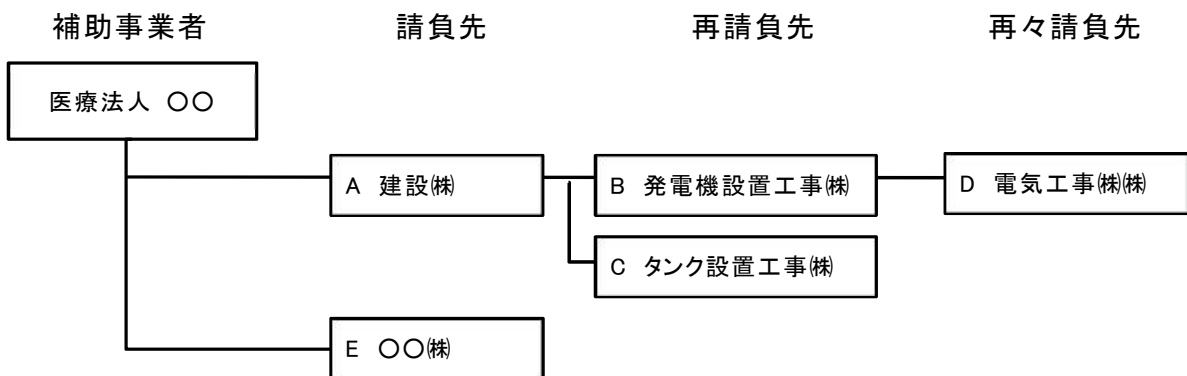 補助事業者 請負先 再請負先 再々請負先
医療法人 〇〇
A 建設㈱ B 発電機設置工事㈱ D 電気工事㈱㈱
C タンク設置工事㈱
E 〇〇㈱